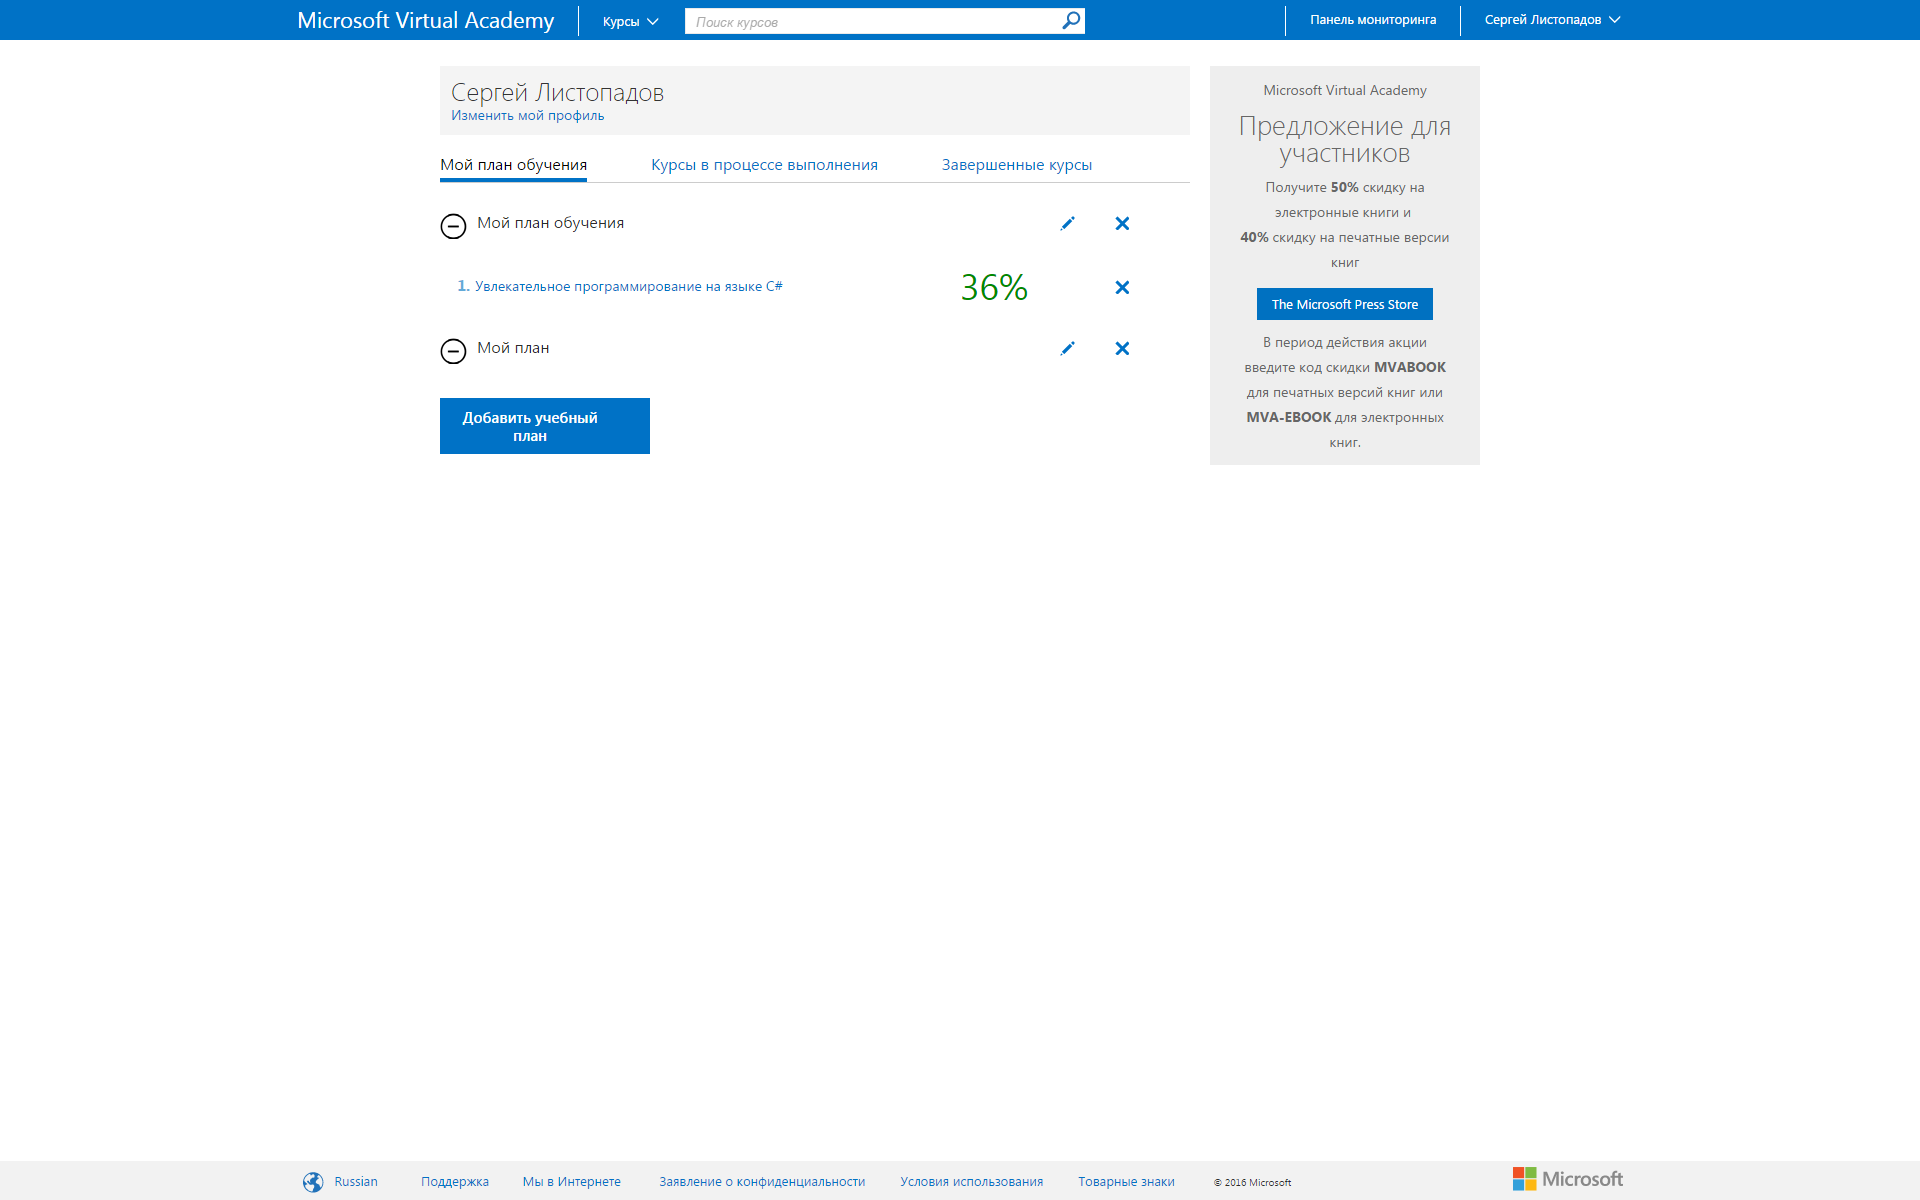 Microsoft Virtual Academy
Курсы
Поиск курсов
Панель мониторинга
Сергей Листопадов
Сергей Листопадов
Изменить мой профиль
Мой план обучения
Курсы в процессе выполнения
Завершенные курсы
Мой план обучения
1. Увлекательное программирование на языке C#
36%
Мой план
Добавить учебный
план
Microsoft Virtual Academy
Предложение для
участников
Получите 50% скидку на
электронные книги и
40% скидку на печатные версии
книг
The Microsoft Press Store
В период действия акции
введите код скидки MVABOOK
для печатных версий книг или
MVA-EBOOK для электронных
книг.
Russian
Поддержка
Мы в Интернете
Заявление о конфиденциальности
Условия использования
Товарные знаки
© 2016 Microsoft
Microsoft